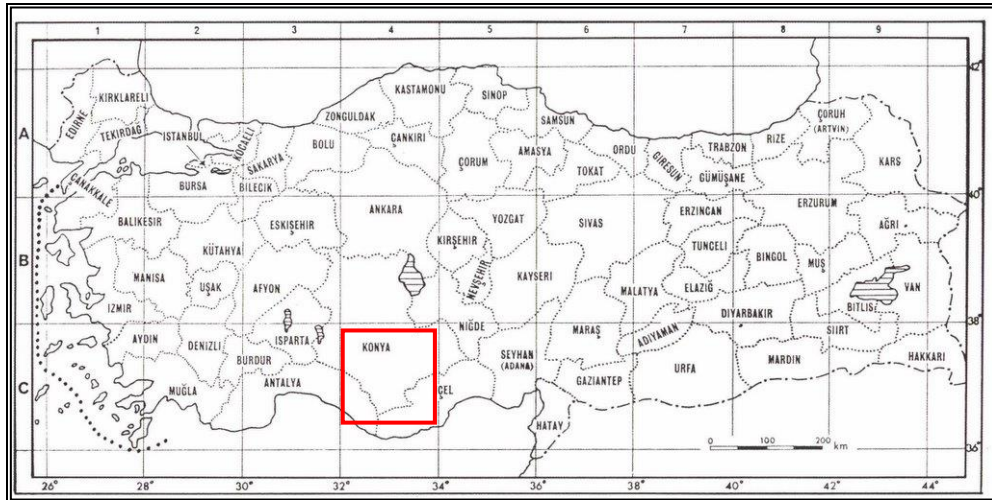 1 2 3 4 5 6 7 8 9
42°
KASTAMONU
SİNOP
KIRKLARELİ
ZONGULDAK
SAMSUN
ÇORUH
(ARTVİN)
EDİRNE
TEKİRDAĞ
İSTANBUL
KOCAELİ
SAKARYA
BOLU
ÇANKIRI
A
ÇORUM
AMASYA
ORDU
GİRESUN
TRABZON
RİZE
KARS
TOKAT
GÜMÜŞANE
ÇANAKKALE
BURSA
BİLECİK
40°
ANKARA
ERZURUM
BALIKESİR
ESKİŞEHİR
YOZGAT
SİVAS
ERZİNCAN
AĞRI
KÜTAHYA
KIRŞEHİR
TUNCELİ
B
MANİSA
UŞAK
AFYON
NEVŞEHİR
KAYSERİ
MALATYA
ELAZIĞ
BİNGOL
MUŞ
VAN
İZMİR
BİTLİS
DİYARBAKIR
38°
AYDIN
DENİZLİ
BURDUR
ISPARTA
KONYA
NİĞDE
SEYHAN
(ADANA)
MARAŞ
ADIYAMAN
SİİRT
MARDİN
HAKKARİ
C
MUĞLA
ANTALYA
ÇEL
GAZİANTEP
URFA
HATAY
0 100 200 km
36°
26° 28° 30° 32° 34° 36° 38° 40° 42° 44°